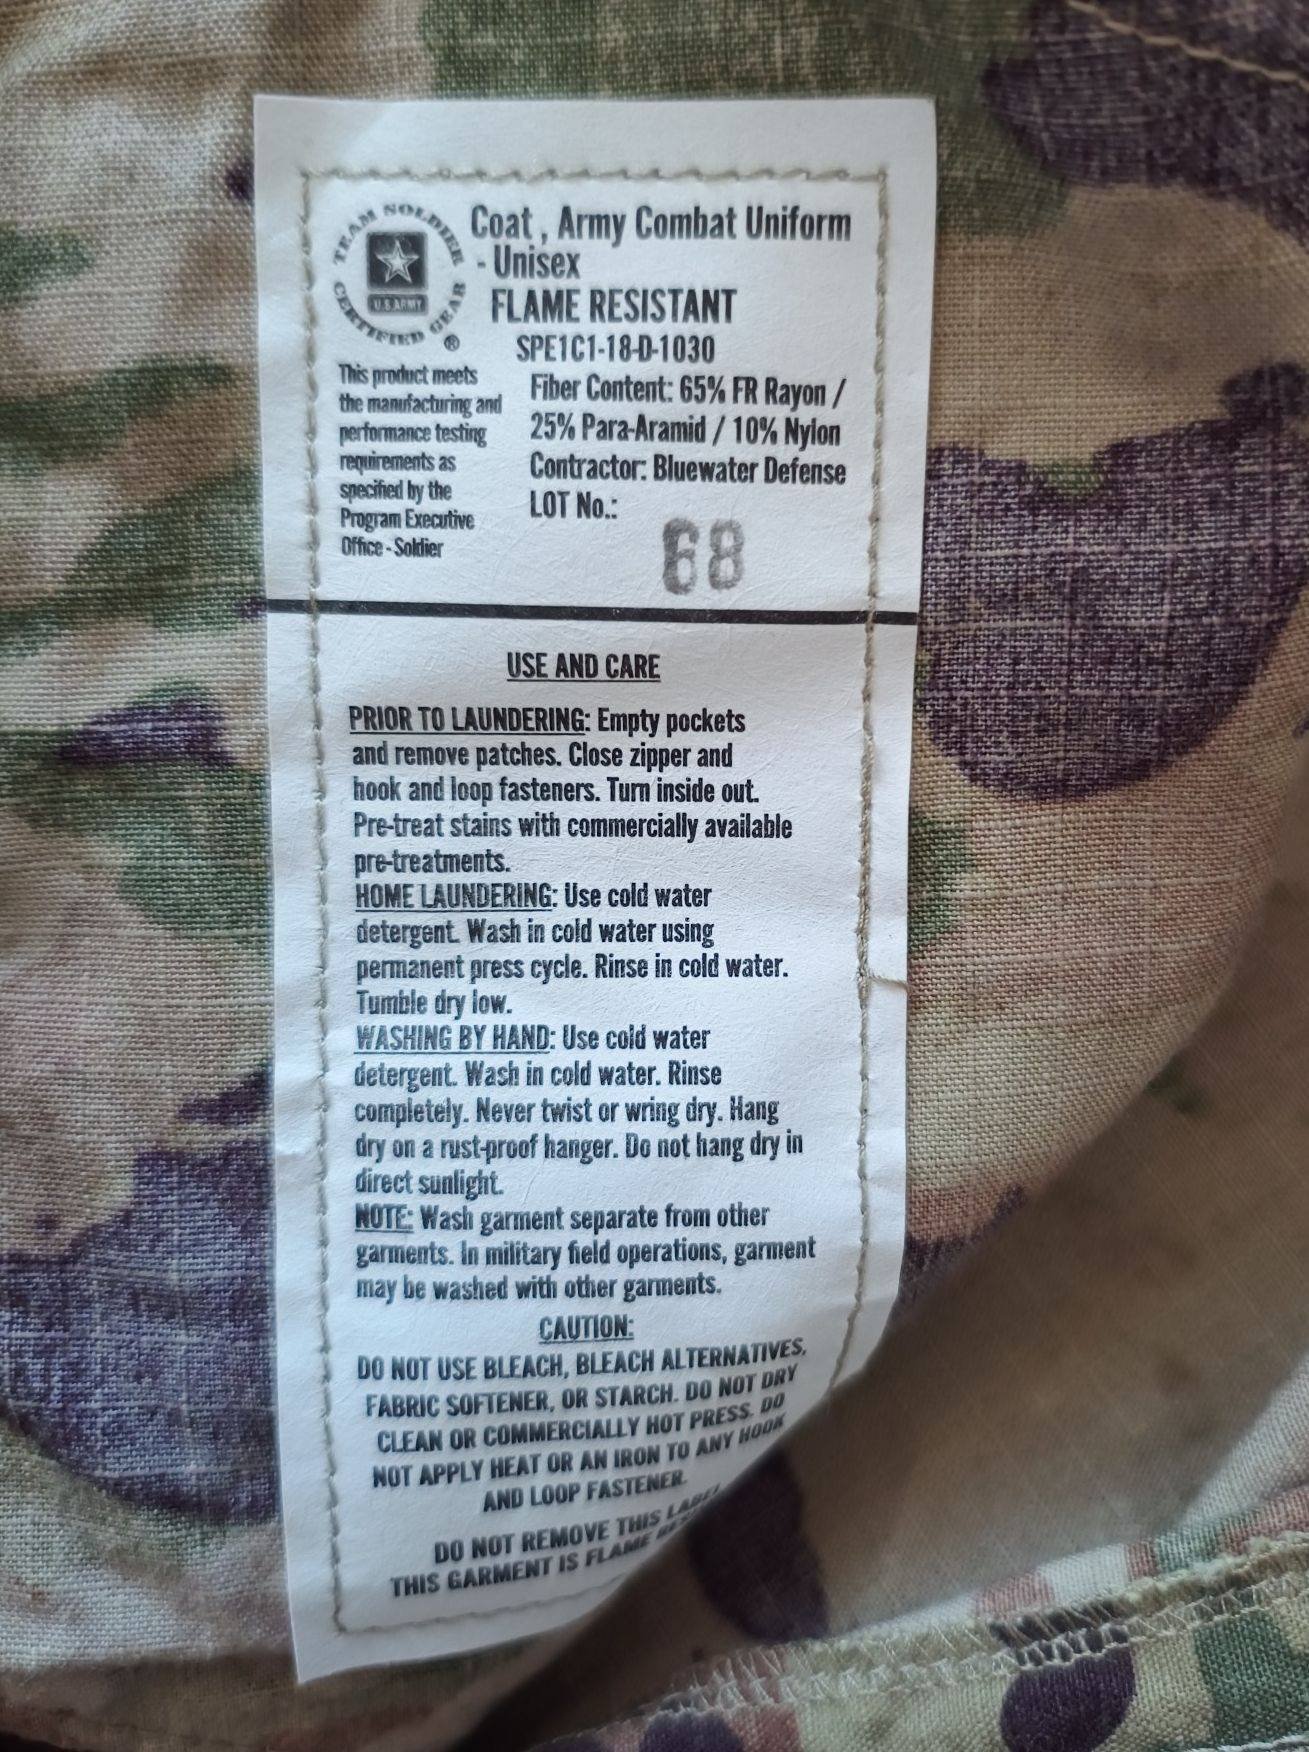 TEAM SOLDIER
CERTIFIED GEAR
U.S.ARMY
®
Coat , Army Combat Uniform
- Unisex
FLAME RESISTANT
SPE1C1-18-D-1030
This product meets
the manufacturing and
performance testing
requirements as
specified by the
Program Executive
Office - Soldier
Fiber Content: 65% FR Rayon /
25% Para-Aramid / 10% Nylon
Contractor: Bluewater Defense
LOT No.:
68
USE AND CARE
PRIOR TO LAUNDERING: Empty pockets
and remove patches. Close zipper and
hook and loop fasteners. Turn inside out.
Pre-treat stains with commercially available
pre-treatments.
HOME LAUNDERING: Use cold water
detergent. Wash in cold water using
permanent press cycle. Rinse in cold water.
Tumble dry low.
WASHING BY HAND: Use cold water
detergent. Wash in cold water. Rinse
completely. Never twist or wring dry. Hang
dry on a rust-proof hanger. Do not hang dry in
direct sunlight.
NOTE: Wash garment separate from other
garments. In military field operations, garment
may be washed with other garments.
CAUTION:
DO NOT USE BLEACH, BLEACH ALTERNATIVES,
FABRIC SOFTENER, OR STARCH. DO NOT DRY
CLEAN OR COMMERCIALLY HOT PRESS. DO
NOT APPLY HEAT OR AN IRON TO ANY HOOK
AND LOOP FASTENER.
DO NOT REMOVE THIS LABEL
THIS GARMENT IS FLAME